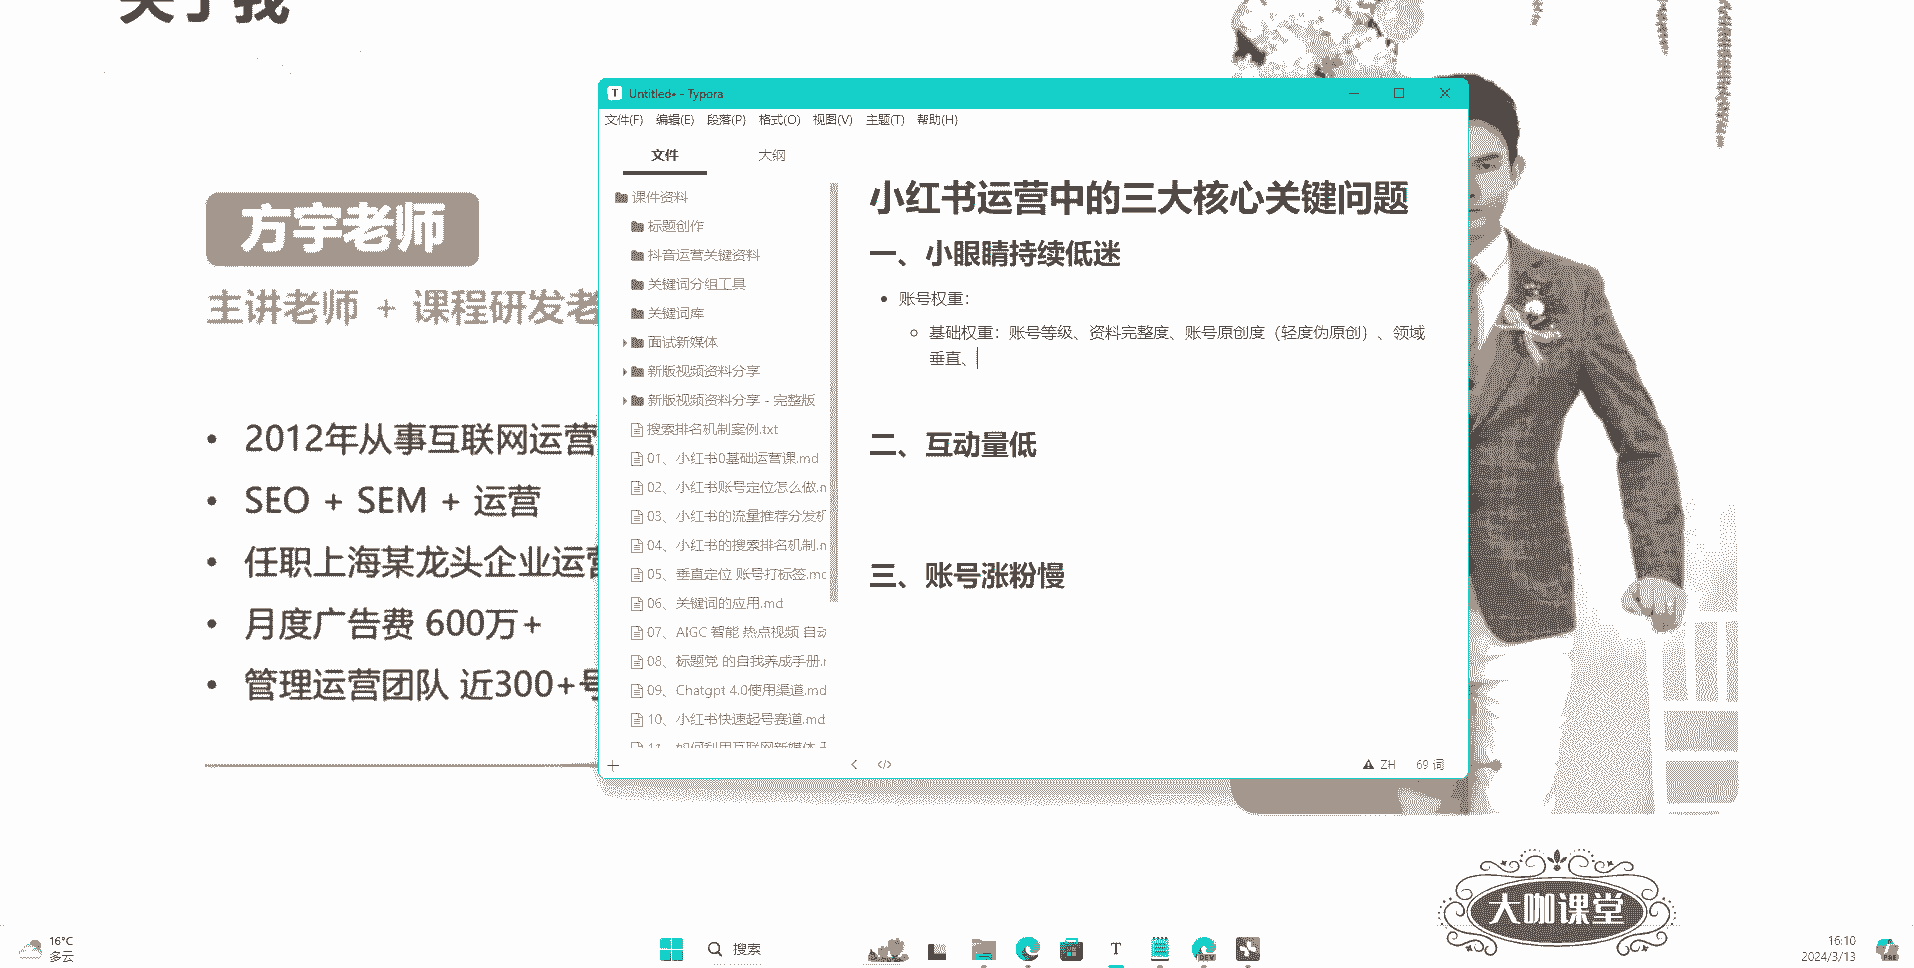 关于我
方宇老师
主讲老师 + 课程研发老
2012年从事互联网运营
SEO + SEM + 运营
任职上海某龙头企业运营
月度广告费 600万+
管理运营团队 近300+号
Untitled• - Typora
文件(F) 编辑(E) 段落(P) 格式(O) 视图(V) 主题(T) 帮助(H)
文件 大纲
课件资料
标题创作
抖音运营关键资料
关键词分组工具
关键词库
面试新媒体
新版视频资料分享
新版视频资料分享 - 完整版
搜索排名机制案例.txt
01、小红书0基础运营课.md
02、小红书账号定位怎么做.m
03、小红书的流量推荐分发机
04、小红书的搜索排名机制.m
05、垂直定位 账号打标签.md
06、关键词的应用.md
07、AIGC 智能 热点视频 自动
08、标题党 的自我养成手册.m
09、Chatgpt 4.0使用渠道.md
10、小红书快速起号赛道.md
11、如何利用互联网新媒体
小红书运营中的三大核心关键问题
一、小眼睛持续低迷
账号权重：
基础权重：账号等级、资料完整度、账号原创度（轻度伪原创）、领域
垂直、
二、互动量低
三、账号涨粉慢
ZH 69 词
大咖课堂
16°C
多云
搜索
16:10
2024/3/13